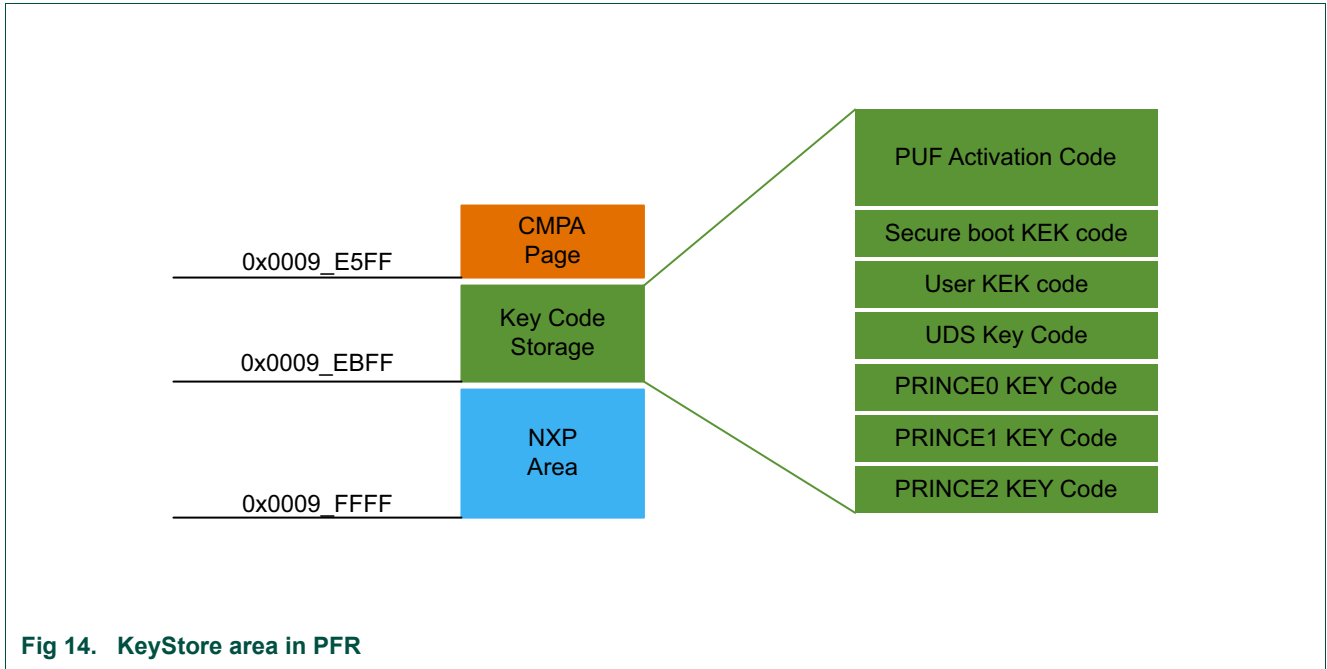 CMPA
Page
0x0009_E5FF
Key Code
Storage
0x0009_EBFF
NXP
Area
0x0009_FFFF
PUF Activation Code
Secure boot KEK code
User KEK code
UDS Key Code
PRINCE0 KEY Code
PRINCE1 KEY Code
PRINCE2 KEY Code
Fig 14. KeyStore area in PFR